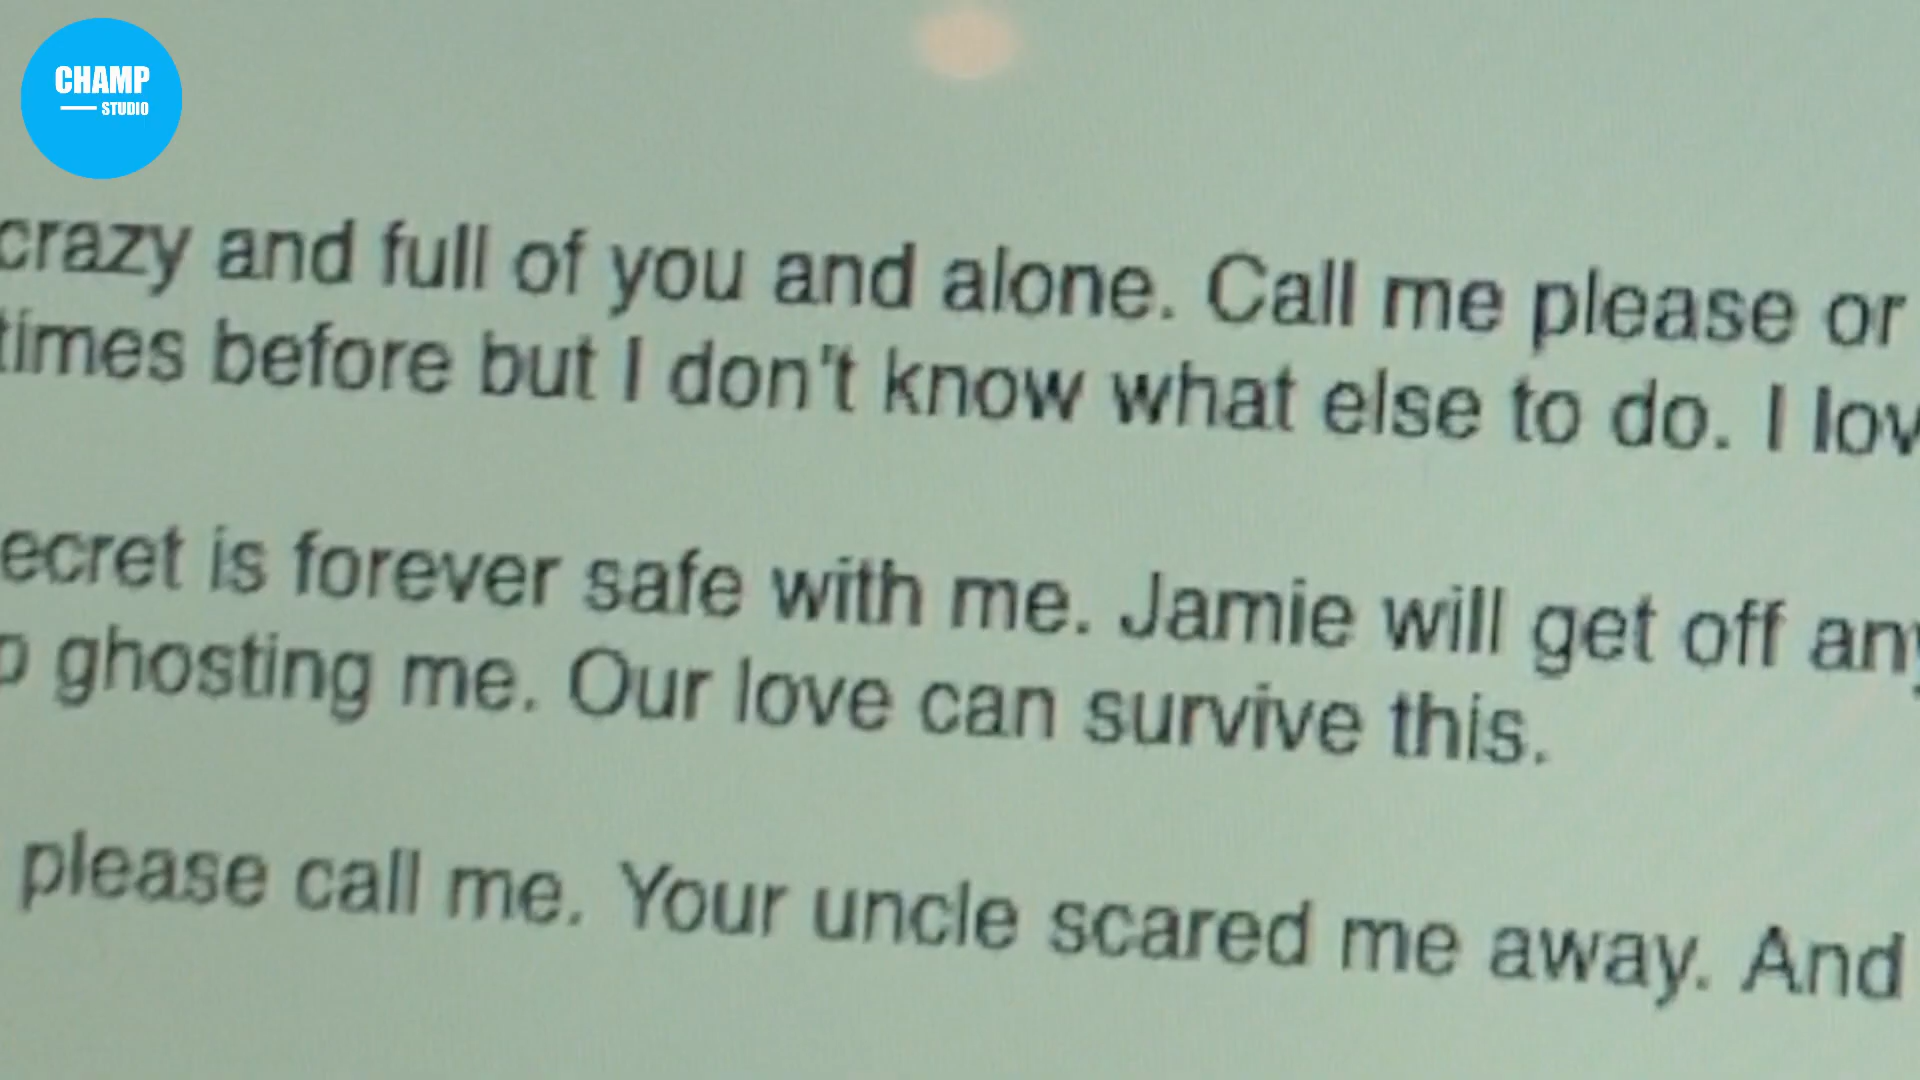 CHAMP
STUDIO
crazy and full of you and alone. Call me please or
times before but I don't know what else to do. I lov
ecret is forever safe with me. Jamie will get off any
p ghosting me. Our love can survive this.
please call me. Your uncle scared me away. And